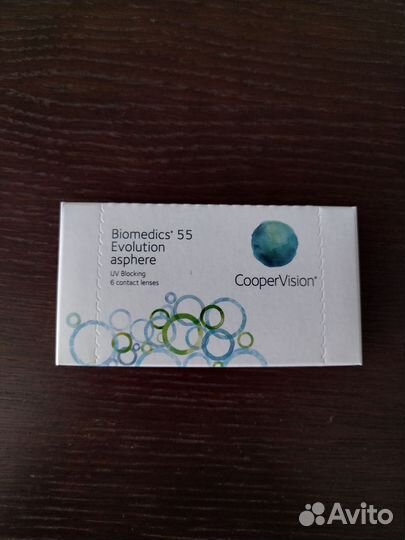 Biomedics® 55
Evolution
asphere
UV Blocking
6 contact lenses
CooperVision®
Avito